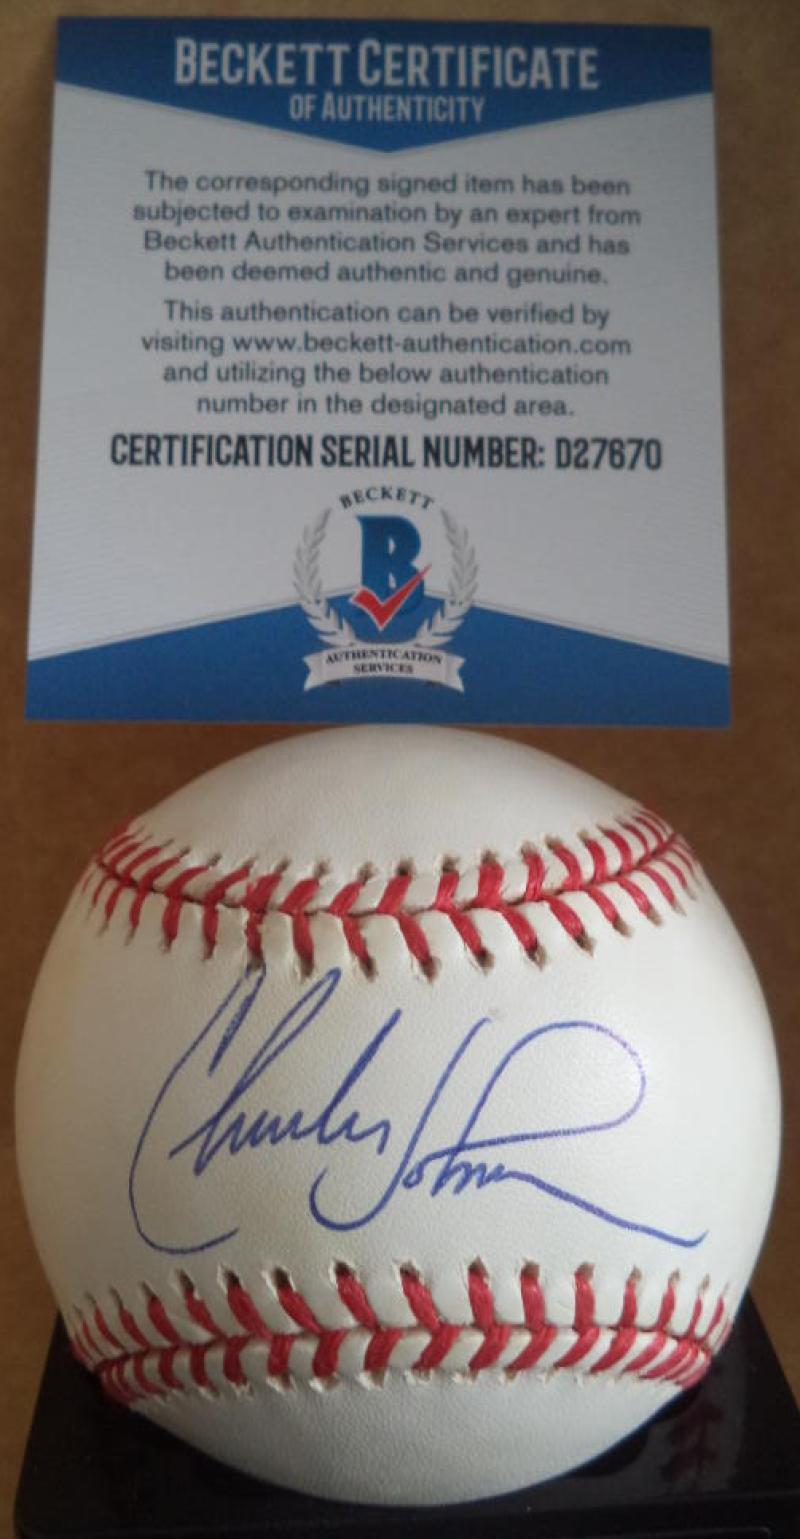 BECKETT CERTIFICATE
OF AUTHENTICITY
The corresponding signed item has been
subjected to examination by an expert from
Beckett Authentication Services and has
been deemed authentic and genuine.
This authentication can be verified by
visiting www.beckett-authentication.com
and utilizing the below authentication
number in the designated area.
CERTIFICATION SERIAL NUMBER: D27670
BECKETT
B
AUTHENTICATION
SERVICES
Charles Johnson